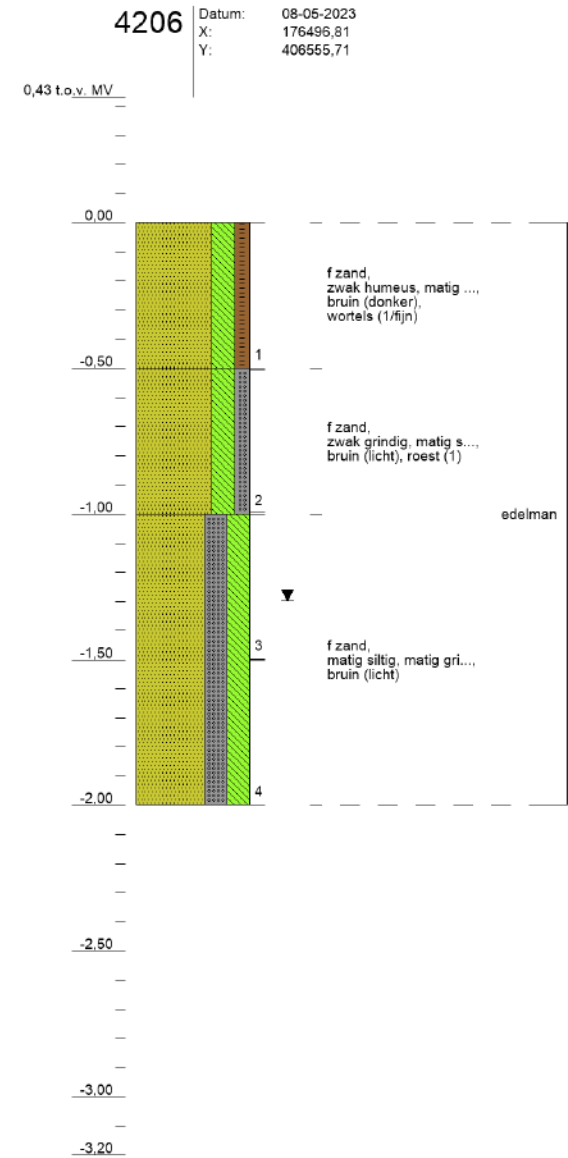 4206
Datum: 08-05-2023
X: 176496,81
Y: 406555,71
0,43 t.o.v. MV
0,00
f zand,
zwak humeus, matig ...,
bruin (donker),
wortels (1/fijn)
1
-0,50
f zand,
zwak grindig, matig s...,
bruin (licht), roest (1)
2
-1,00
edelman
3
-1,50
f zand,
matig siltig, matig gri...,
bruin (licht)
4
-2,00
-2,50
-3,00
-3,20